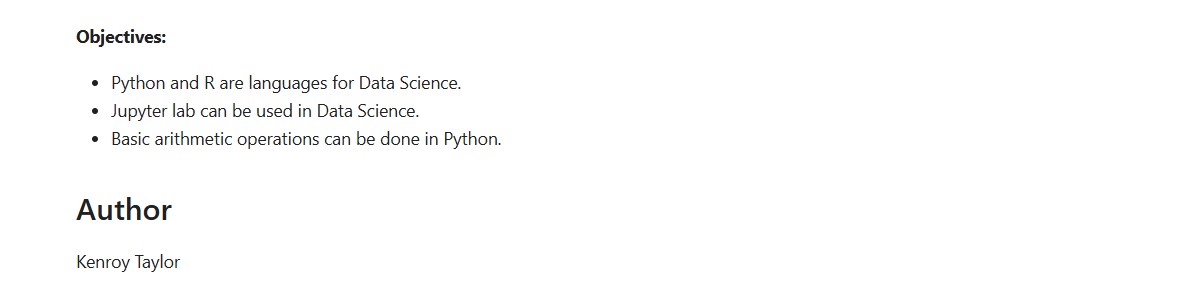 Objectives:
• Python and R are languages for Data Science.
• Jupyter lab can be used in Data Science.
• Basic arithmetic operations can be done in Python.
Author
Kenroy Taylor